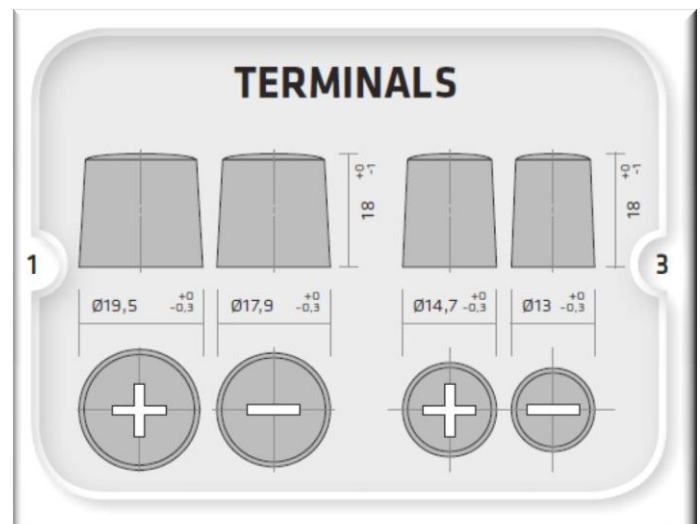 TERMINALS
18 +0 -1
18 +0 -1
1
3
Ø19,5 +0 -0,3
Ø17,9 +0 -0,3
Ø14,7 +0 -0,3
Ø13 +0 -0,3